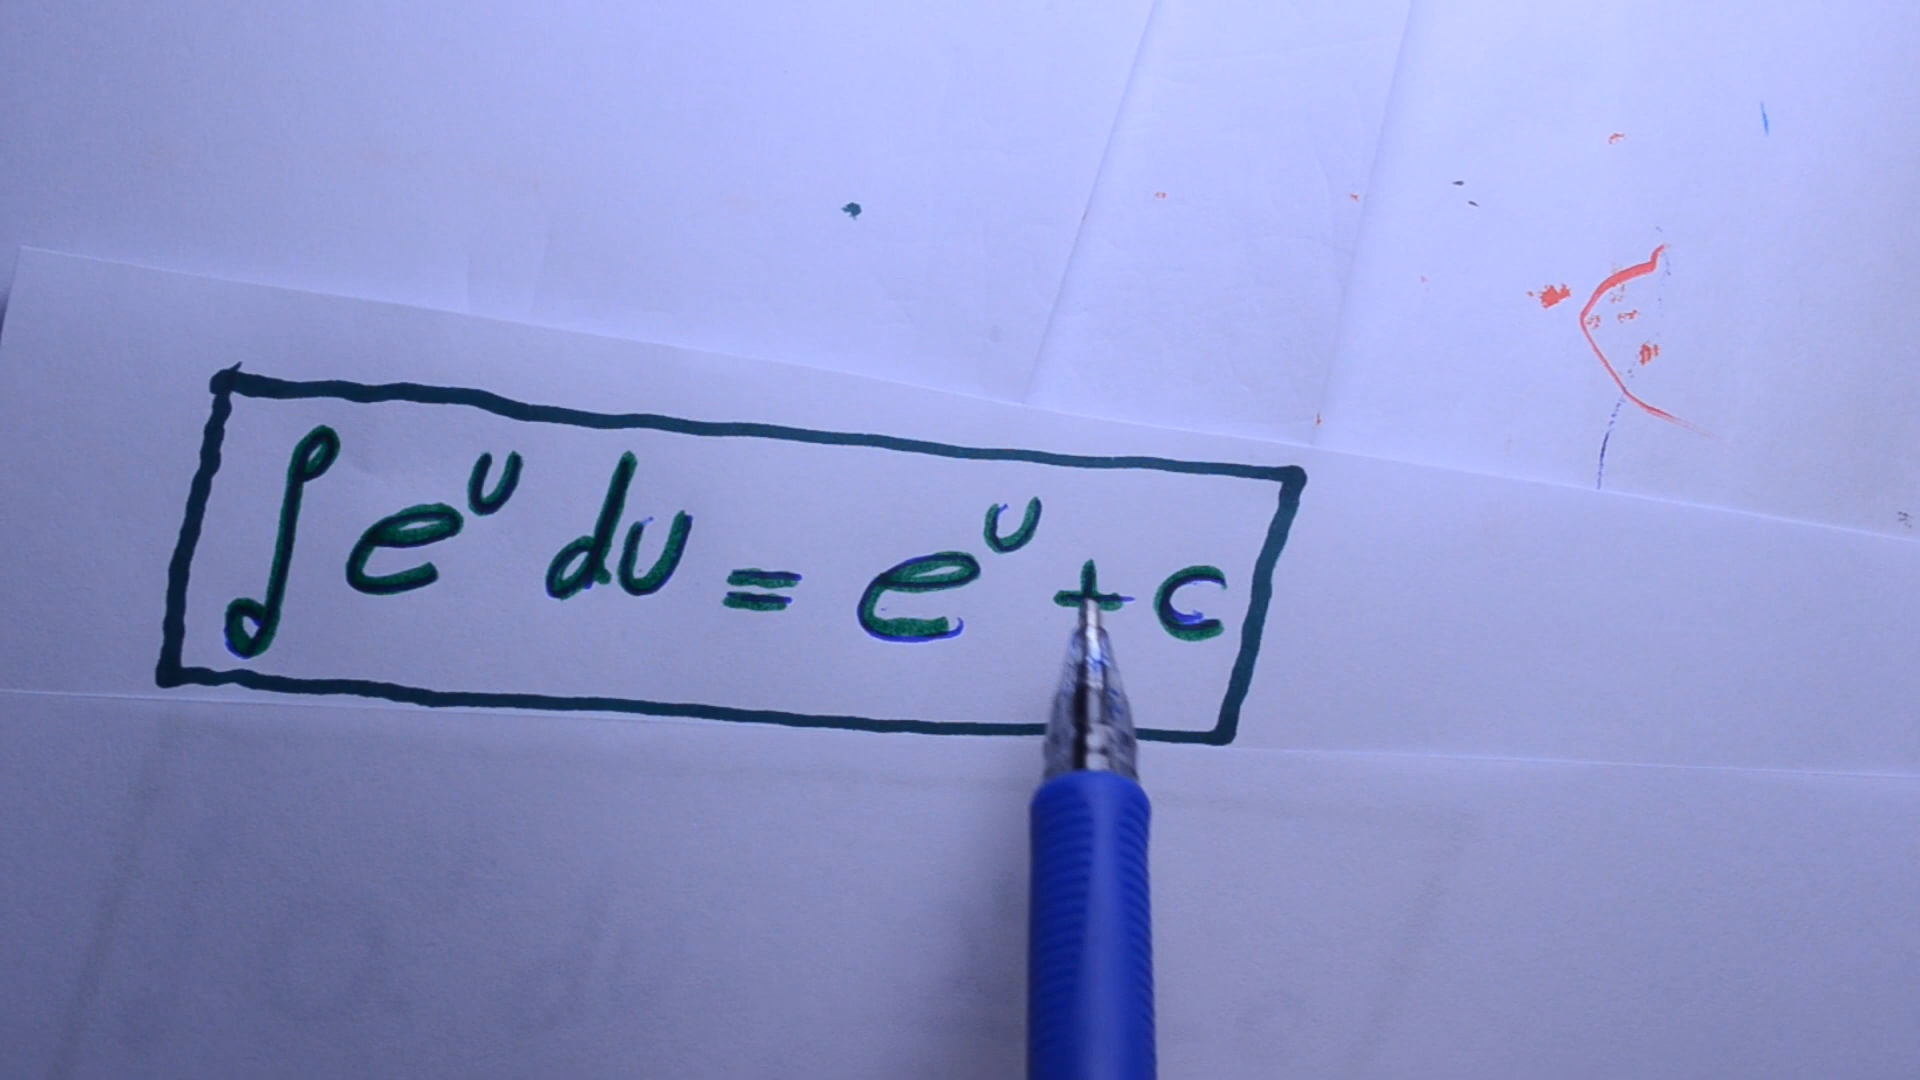 ∫ e^u du = e^u + c